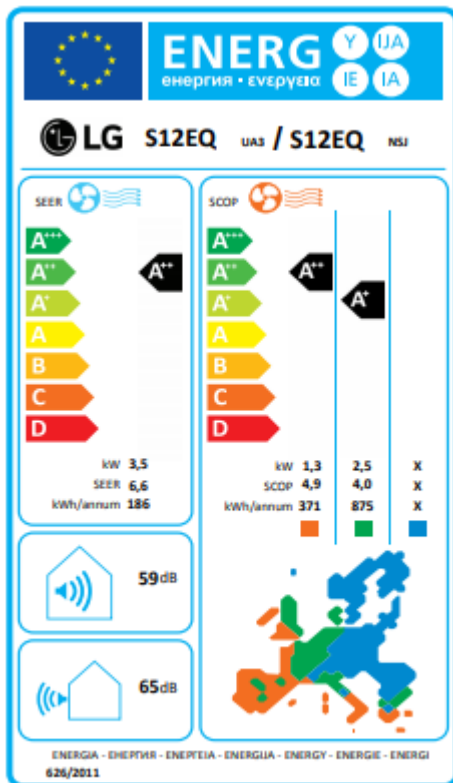 ENERG Y IJA
енергия · ενεργεια IE IA
LG S12EQ UA3 / S12EQ NSJ
SEER
A+++
A++
A+
A
B
C
D
A++
kW 3,5
SEER 6,6
kWh/annum 186
SCOP
A+++
A++
A+
A
B
C
D
A++
A+
kW 1,3 2,5 X
SCOP 4,9 4,0 X
kWh/annum 371 875 X
59dB
65dB
ENERGIA - ЕНЕРГИЯ - ΕΝΕΡΓΕΙΑ - ENERGIJA - ENERGY - ENERGIE - ENERGI
626/2011